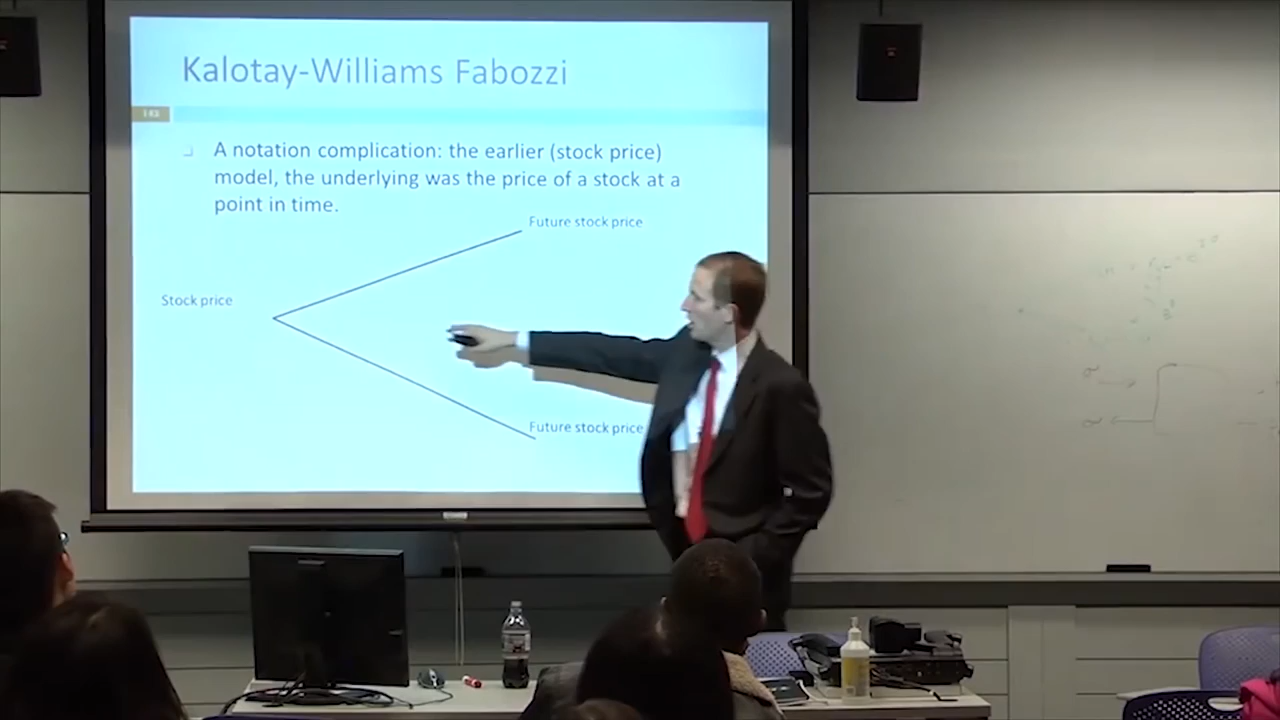 Kalotay-Williams Fabozzi
A notation complication: the earlier (stock price)
model, the underlying was the price of a stock at a
point in time.
Future stock price
Stock price
Future stock price